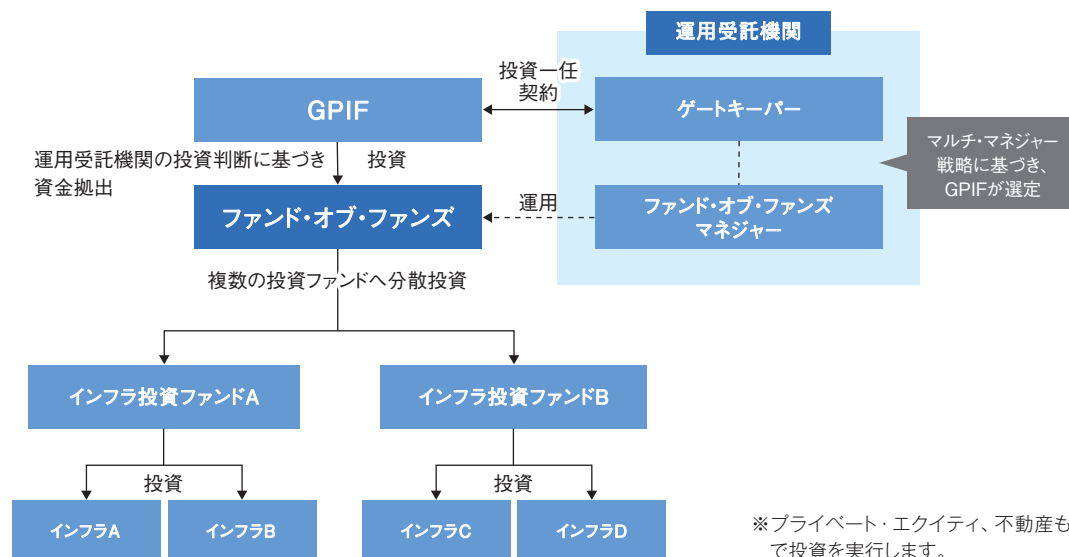 運用受託機関
投資一任
契約
GPIF
ゲートキーパー
マルチ・マネジャー
戦略に基づき、
GPIFが選定
運用受託機関の投資判断に基づき
資金拠出
投資
ファンド・オブ・ファンズ
運用
ファンド・オブ・ファンズ
マネジャー
複数の投資ファンドへ分散投資
インフラ投資ファンドA
インフラ投資ファンドB
投資
投資
インフラA
インフラB
インフラC
インフラD
※プライベート・エクイティ、不動産も
で投資を実行します。